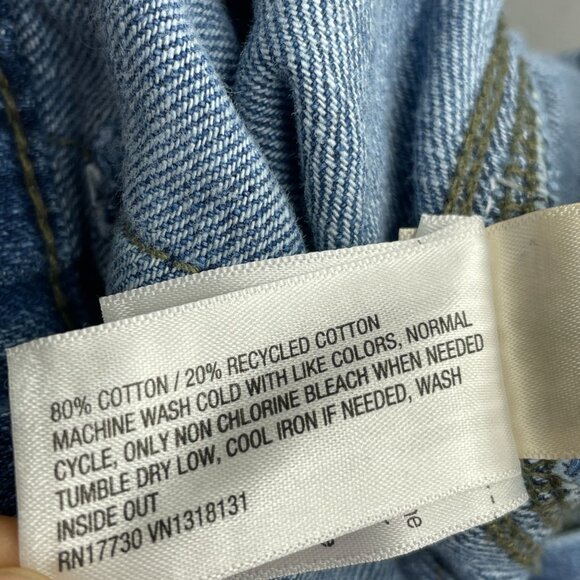 80% COTTON / 20% RECYCLED COTTON
MACHINE WASH COLD WITH LIKE COLORS, NORMAL
CYCLE, ONLY NON CHLORINE BLEACH WHEN NEEDED
TUMBLE DRY LOW, COOL IRON IF NEEDED, WASH
INSIDE OUT
RN17730 VN1318131